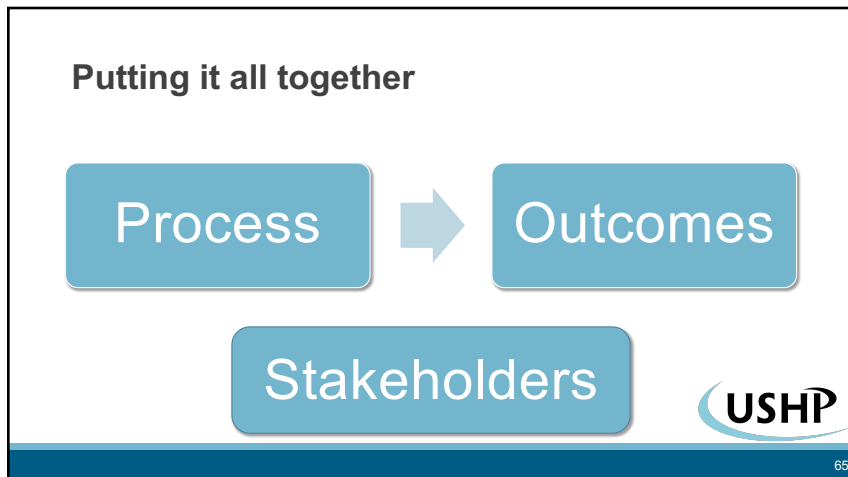 Putting it all together
Process
Outcomes
Stakeholders
USHP
65